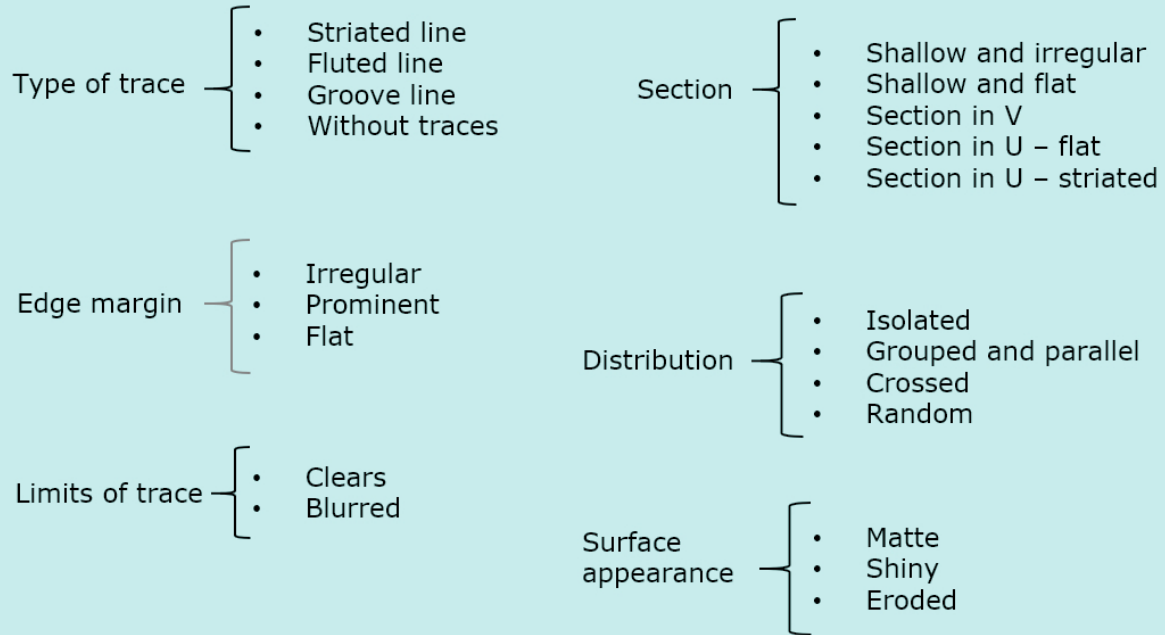 Type of trace
• Striated line
• Fluted line
• Groove line
• Without traces
Edge margin
• Irregular
• Prominent
• Flat
Limits of trace
• Clears
• Blurred
Section
• Shallow and irregular
• Shallow and flat
• Section in V
• Section in U – flat
• Section in U – striated
Distribution
• Isolated
• Grouped and parallel
• Crossed
• Random
Surface
appearance
• Matte
• Shiny
• Eroded